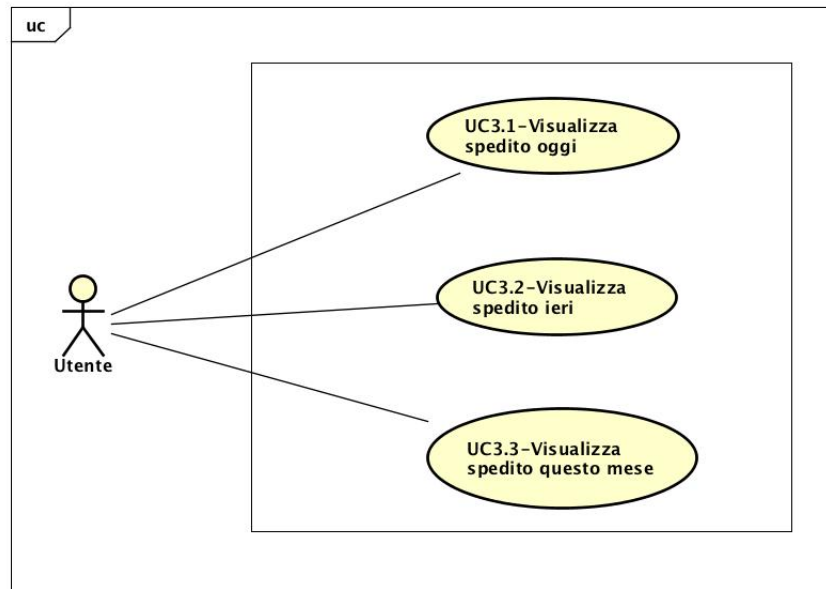 uc
UC3.1-Visualizza
spedito oggi
UC3.2-Visualizza
spedito ieri
Utente
UC3.3-Visualizza
spedito questo mese